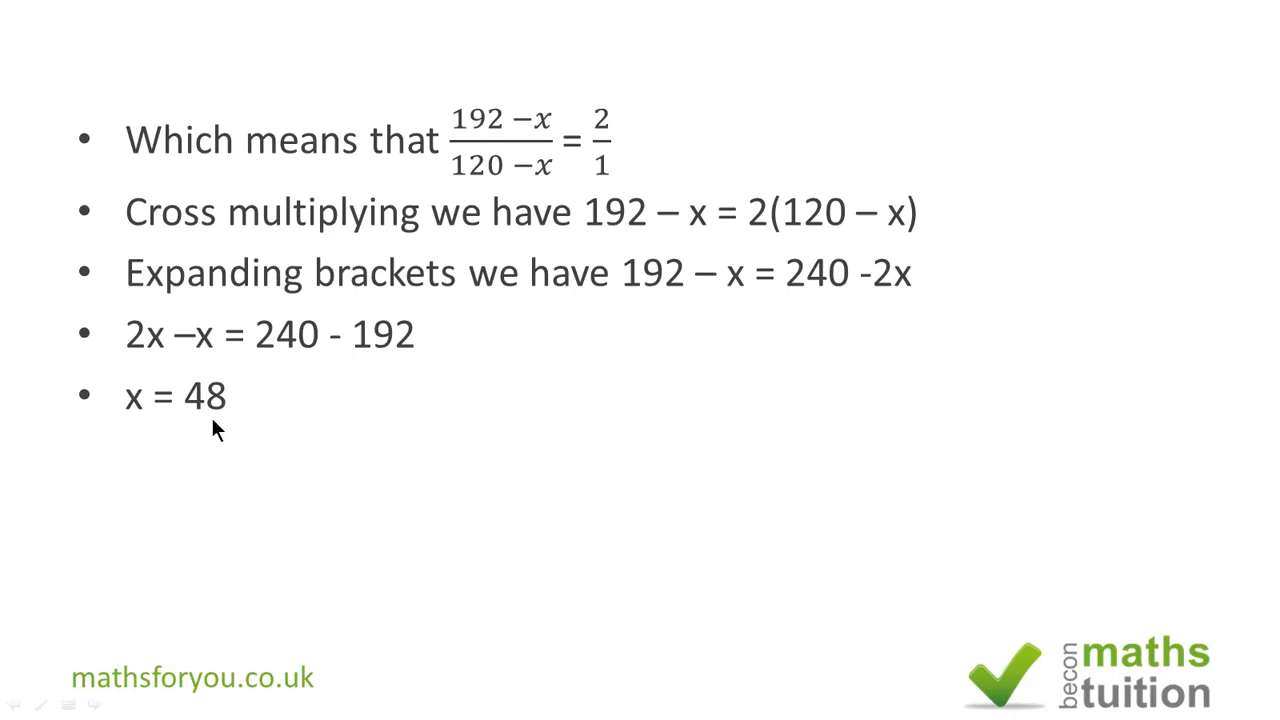 • Which means that (192 −x)/(120 −x) = 2/1
• Cross multiplying we have 192 – x = 2(120 – x)
• Expanding brackets we have 192 – x = 240 -2x
• 2x –x = 240 - 192
• x = 48
mathsforyou.co.uk
becon maths tuition